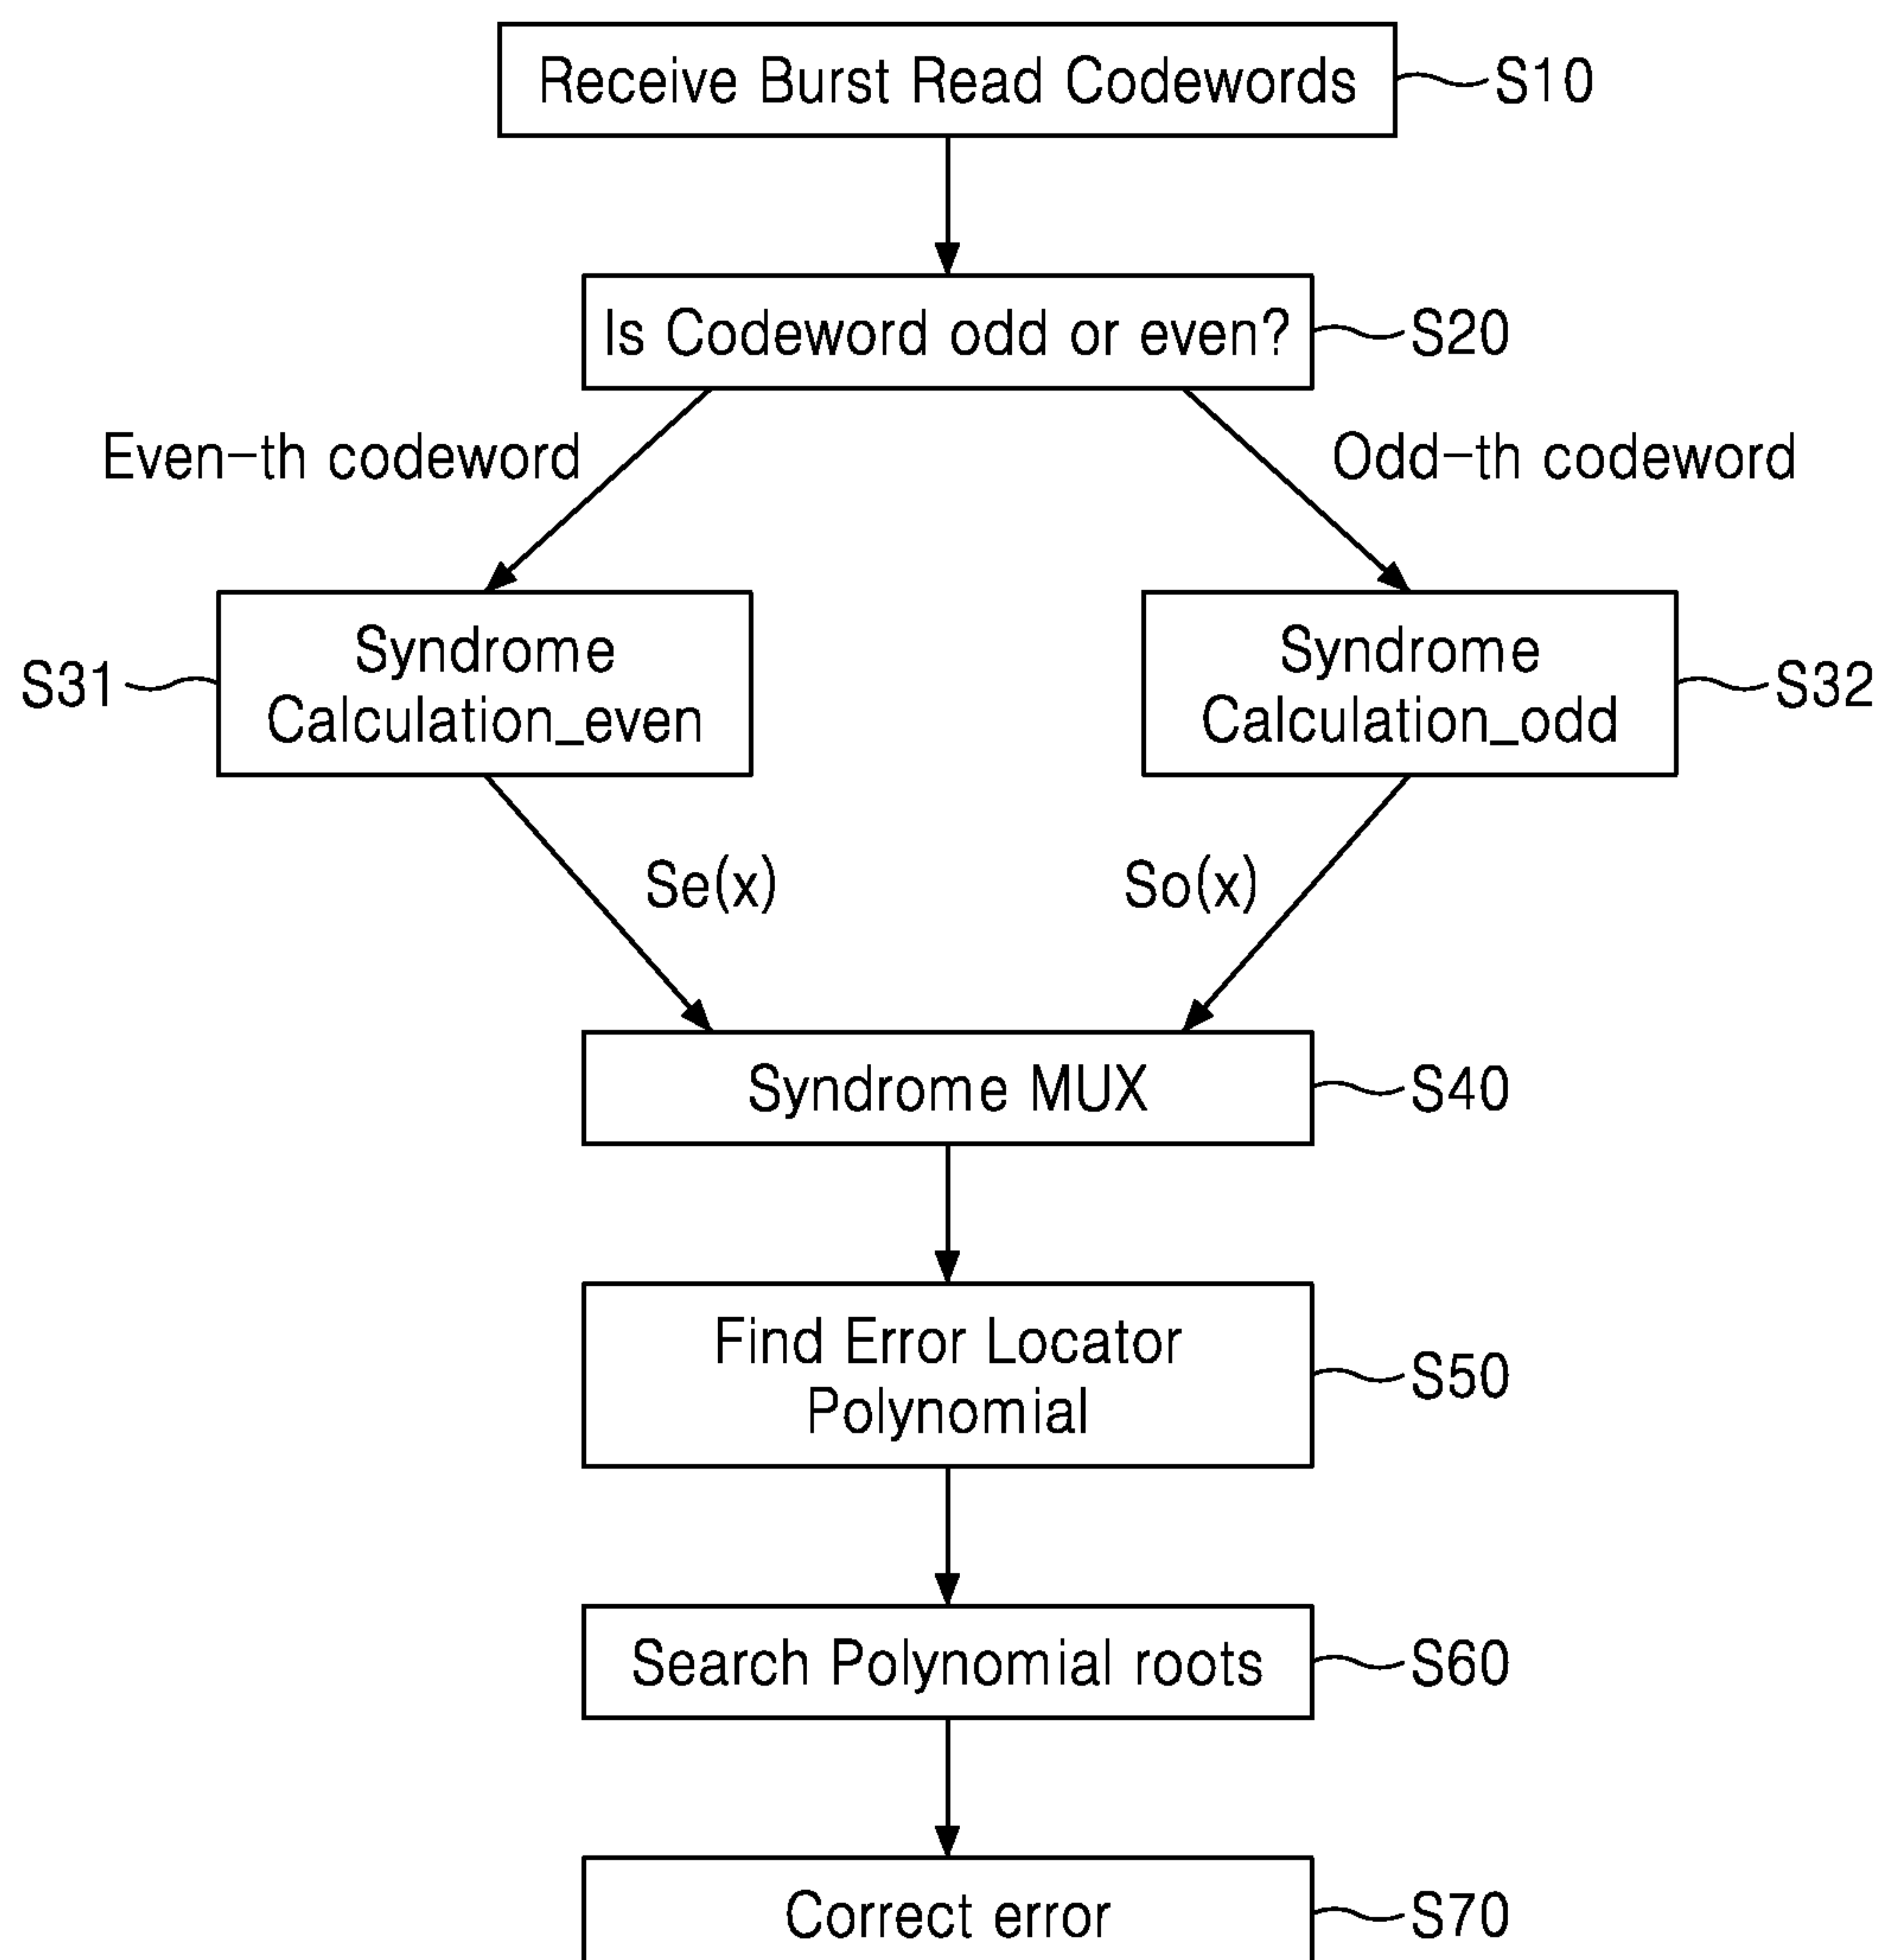 Receive Burst Read Codewords
S10
Is Codeword odd or even?
S20
Even-th codeword
Odd-th codeword
Syndrome
Calculation_even
S31
Syndrome
Calculation_odd
S32
Se(x)
So(x)
Syndrome MUX
S40
Find Error Locator
Polynomial
S50
Search Polynomial roots
S60
Correct error
S70